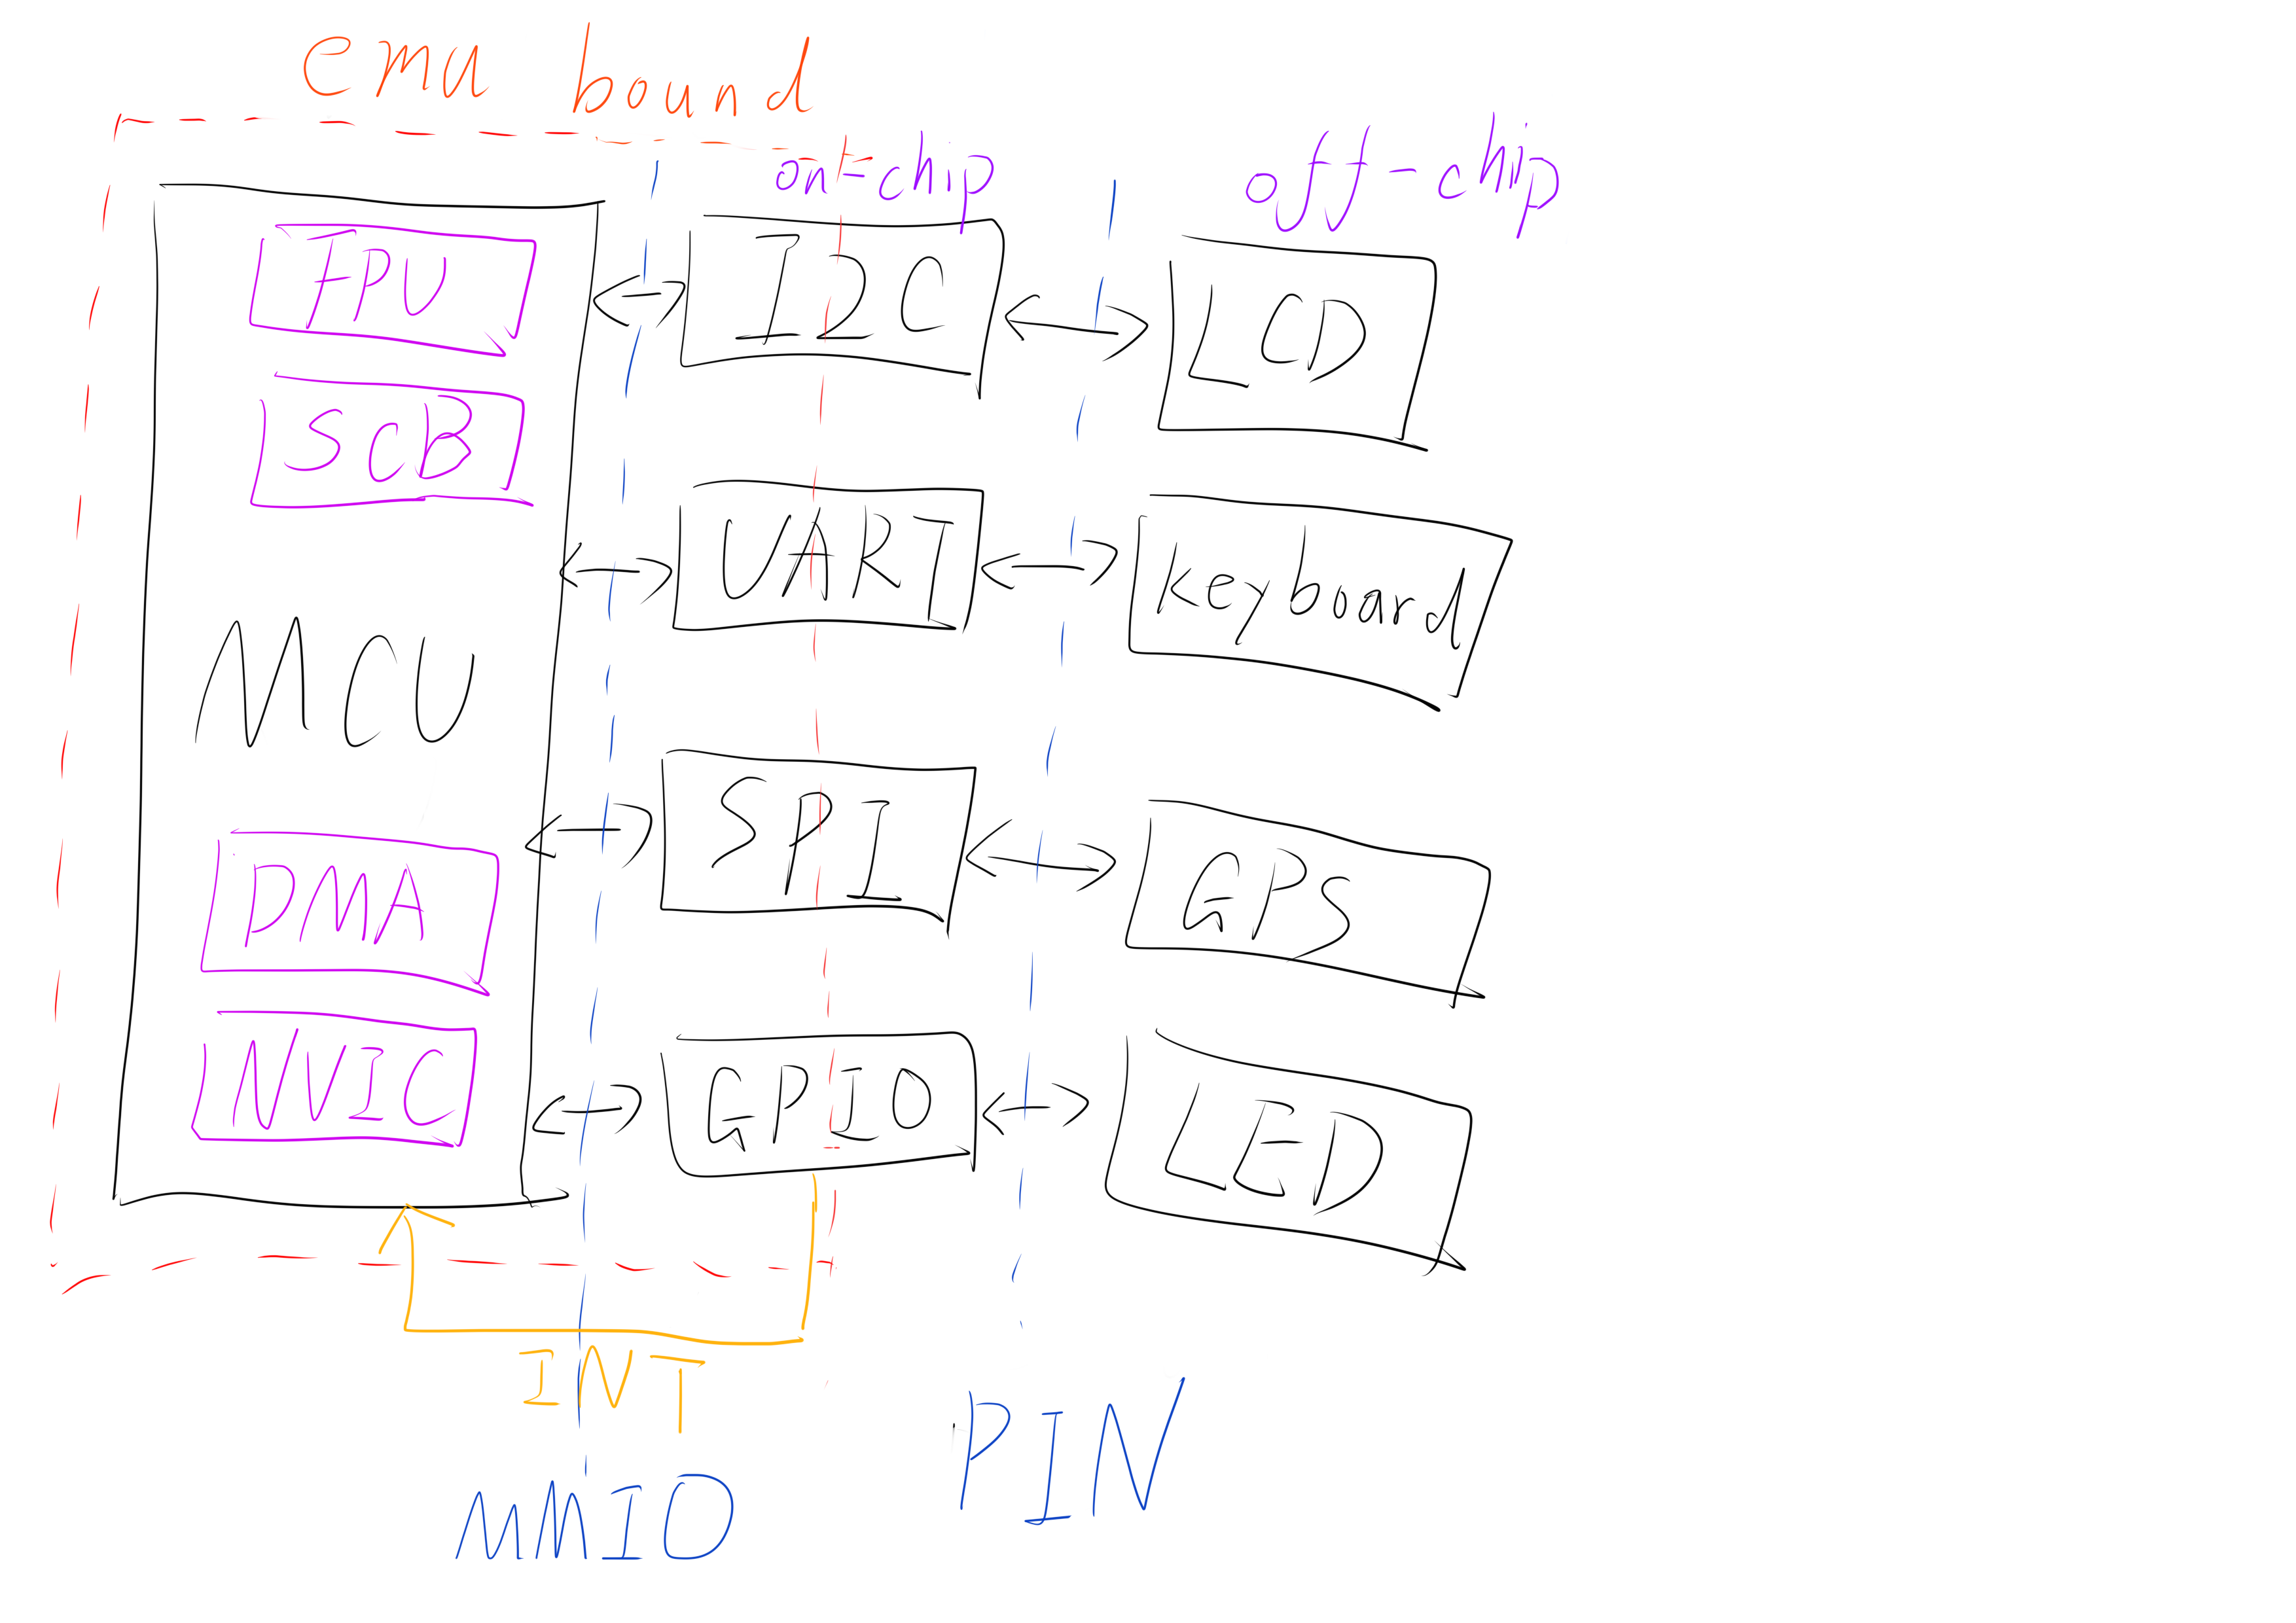 emu bound
on-chip
off-chip
FPU
SCB
MCU
DMA
NVIC
I2C
LCD
UART
keyboard
SPI
GPS
GPIO
LED
INT
MMIO
PIN